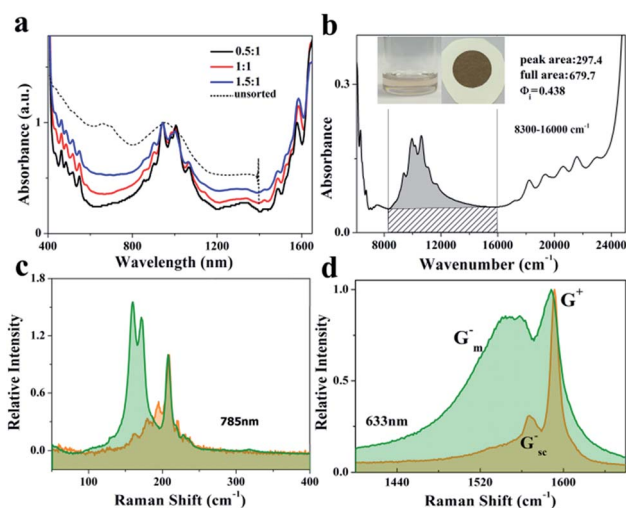 a
0.5:1
1:1
1.5:1
unsorted
Absorbance (a.u.)
1
0
400
800
1200
1600
Wavelength (nm)
b
peak area:297.4
full area:679.7
Φi=0.438
8300-16000 cm-1
Absorbance
0.3
0.0
8000
12000
16000
20000
24000
Wavenumber (cm-1)
c
785nm
Relative Intensity
1.8
1.2
0.6
0.0
100
200
300
400
Raman Shift (cm-1)
d
G+
G-m
G-sc
633nm
Relative Intensity
1.0
0.5
0.0
1440
1520
1600
Raman Shift (cm-1)